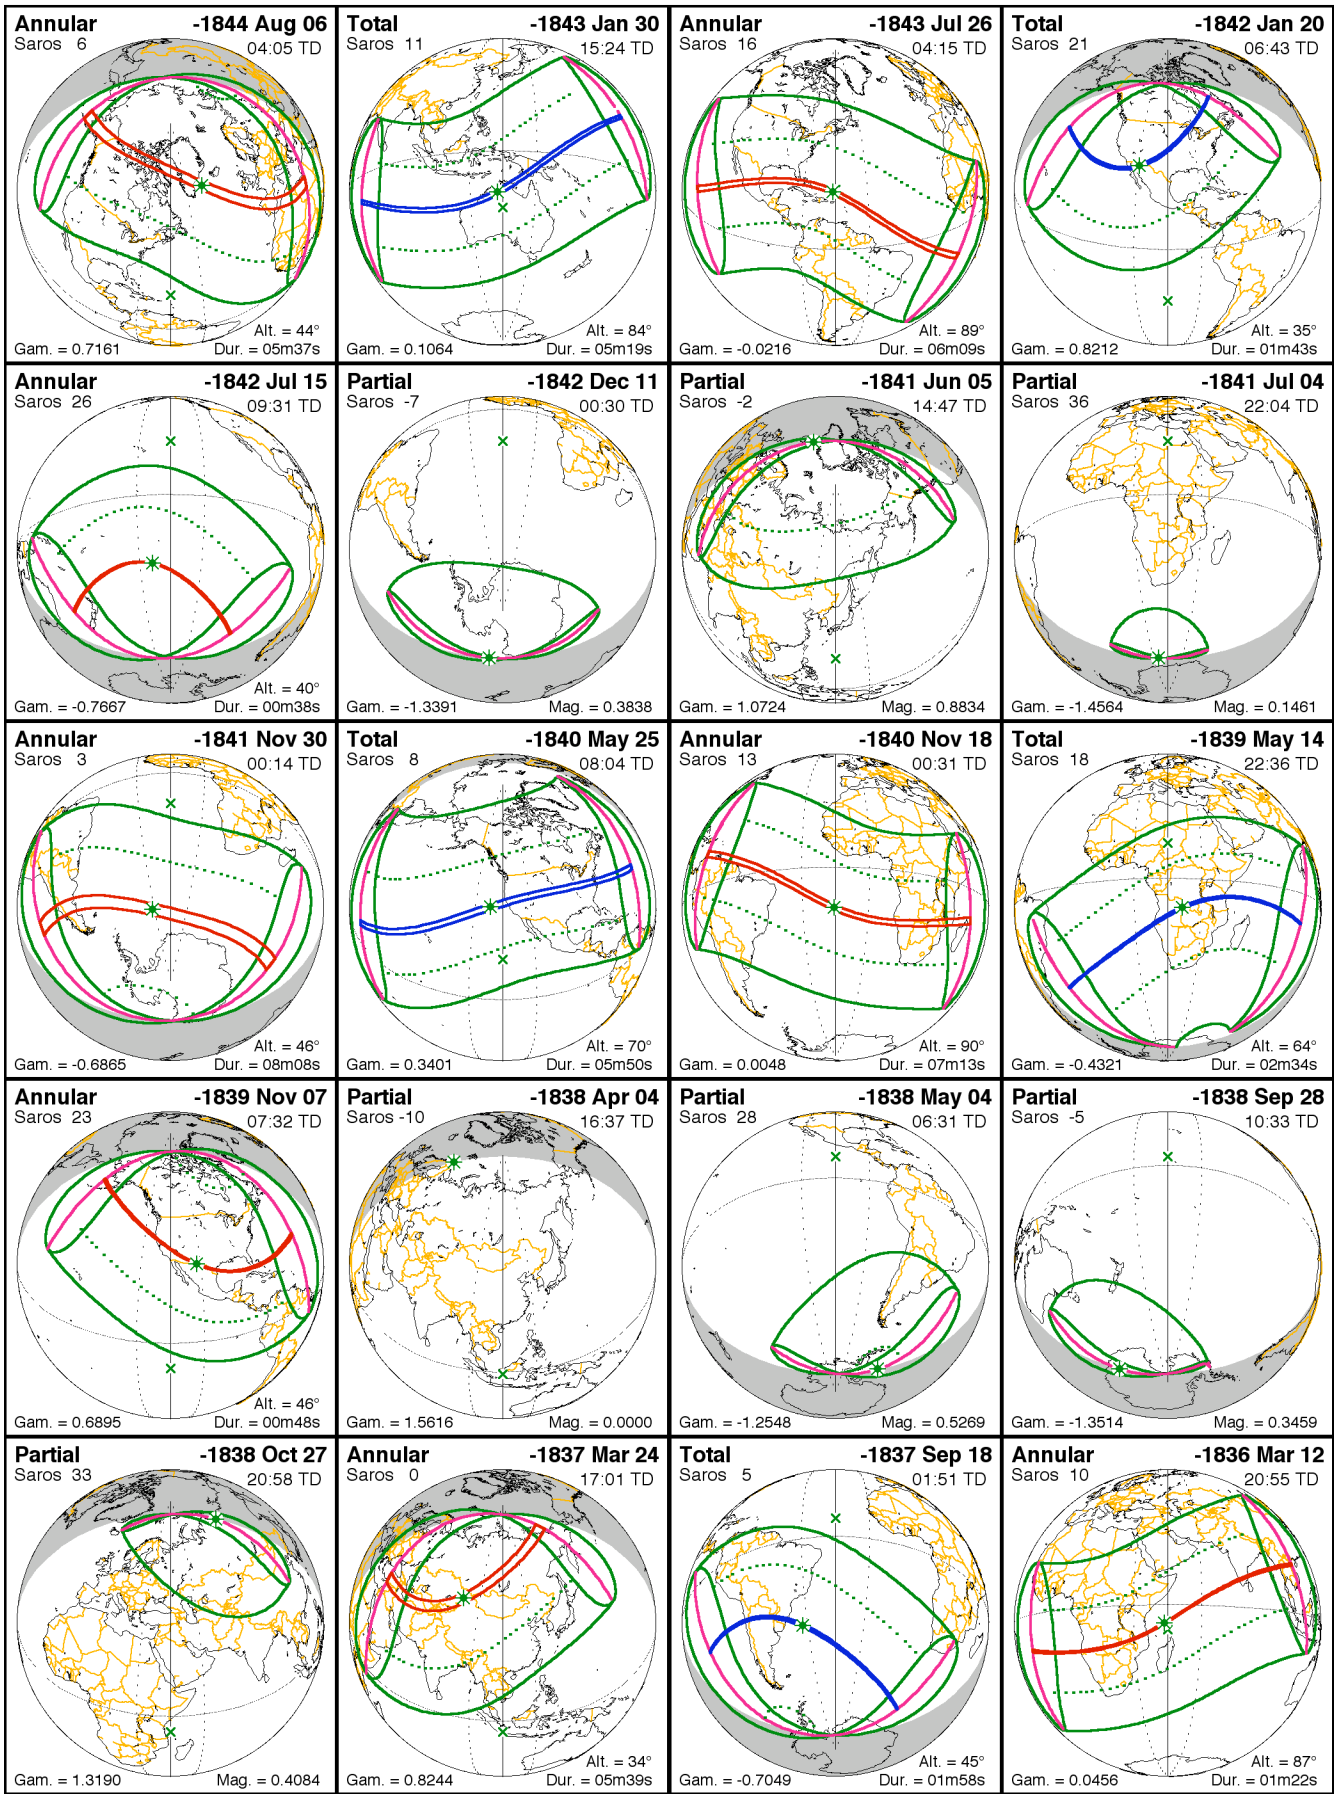 Annular -1844 Aug 06
Saros 6 04:05 TD
Alt. = 44°
Gam. = 0.7161 Dur. = 05m37s
Total -1843 Jan 30
Saros 11 15:24 TD
Alt. = 84°
Gam. = 0.1064 Dur. = 05m19s
Annular -1843 Jul 26
Saros 16 04:15 TD
Alt. = 89°
Gam. = -0.0216 Dur. = 06m09s
Total -1842 Jan 20
Saros 21 06:43 TD
Alt. = 35°
Gam. = 0.8212 Dur. = 01m43s
Annular -1842 Jul 15
Saros 26 09:31 TD
Alt. = 40°
Gam. = -0.7667 Dur. = 00m38s
Partial -1842 Dec 11
Saros -7 00:30 TD
Gam. = -1.3391 Mag. = 0.3838
Partial -1841 Jun 05
Saros -2 14:47 TD
Gam. = 1.0724 Mag. = 0.8834
Partial -1841 Jul 04
Saros 36 22:04 TD
Gam. = -1.4564 Mag. = 0.1461
Annular -1841 Nov 30
Saros 3 00:14 TD
Alt. = 46°
Gam. = -0.6865 Dur. = 08m08s
Total -1840 May 25
Saros 8 08:04 TD
Alt. = 70°
Gam. = 0.3401 Dur. = 05m50s
Annular -1840 Nov 18
Saros 13 00:31 TD
Alt. = 90°
Gam. = 0.0048 Dur. = 07m13s
Total -1839 May 14
Saros 18 22:36 TD
Alt. = 64°
Gam. = -0.4321 Dur. = 02m34s
Annular -1839 Nov 07
Saros 23 07:32 TD
Alt. = 46°
Gam. = 0.6895 Dur. = 00m48s
Partial -1838 Apr 04
Saros -10 16:37 TD
Gam. = 1.5616 Mag. = 0.0000
Partial -1838 May 04
Saros 28 06:31 TD
Gam. = -1.2548 Mag. = 0.5269
Partial -1838 Sep 28
Saros -5 10:33 TD
Gam. = -1.3514 Mag. = 0.3459
Partial -1838 Oct 27
Saros 33 20:58 TD
Gam. = 1.3190 Mag. = 0.4084
Annular -1837 Mar 24
Saros 0 17:01 TD
Alt. = 34°
Gam. = 0.8244 Dur. = 05m39s
Total -1837 Sep 18
Saros 5 01:51 TD
Alt. = 45°
Gam. = -0.7049 Dur. = 01m58s
Annular -1836 Mar 12
Saros 10 20:55 TD
Alt. = 87°
Gam. = 0.0456 Dur. = 01m22s